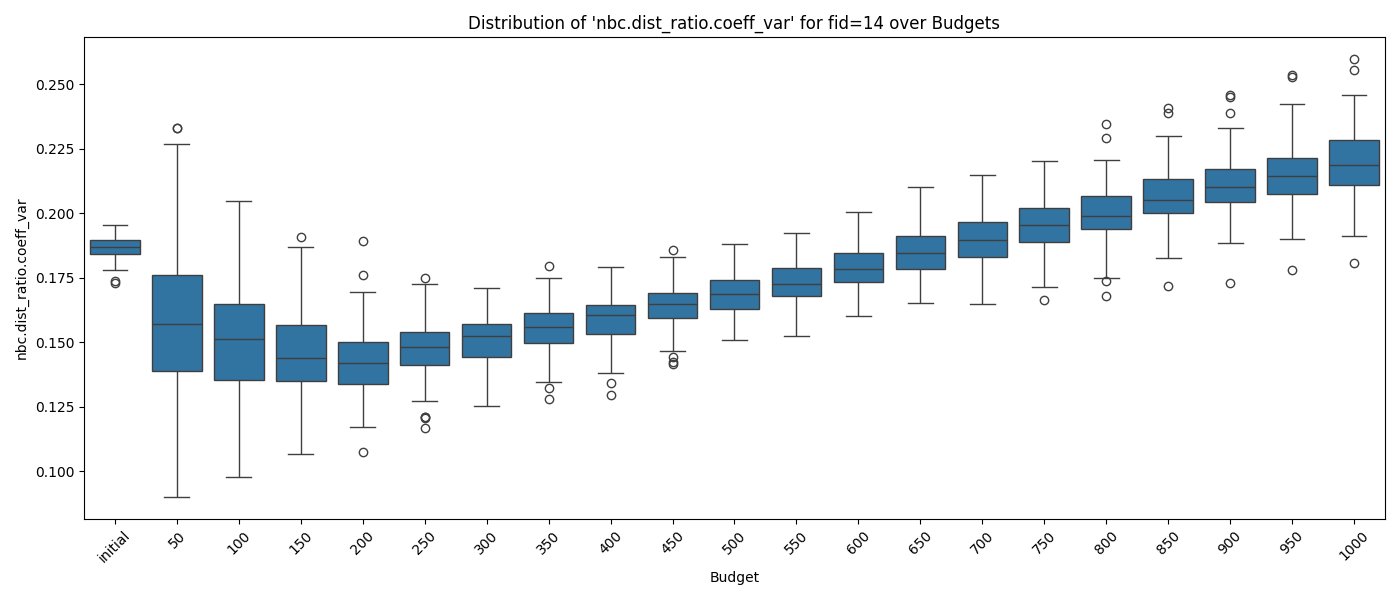 Distribution of 'nbc.dist_ratio.coeff_var' for fid=14 over Budgets
nbc.dist_ratio.coeff_var
0.250
0.225
0.200
0.175
0.150
0.125
0.100
initial 50 100 150 200 250 300 350 400 450 500 550 600 650 700 750 800 850 900 950 1000
Budget